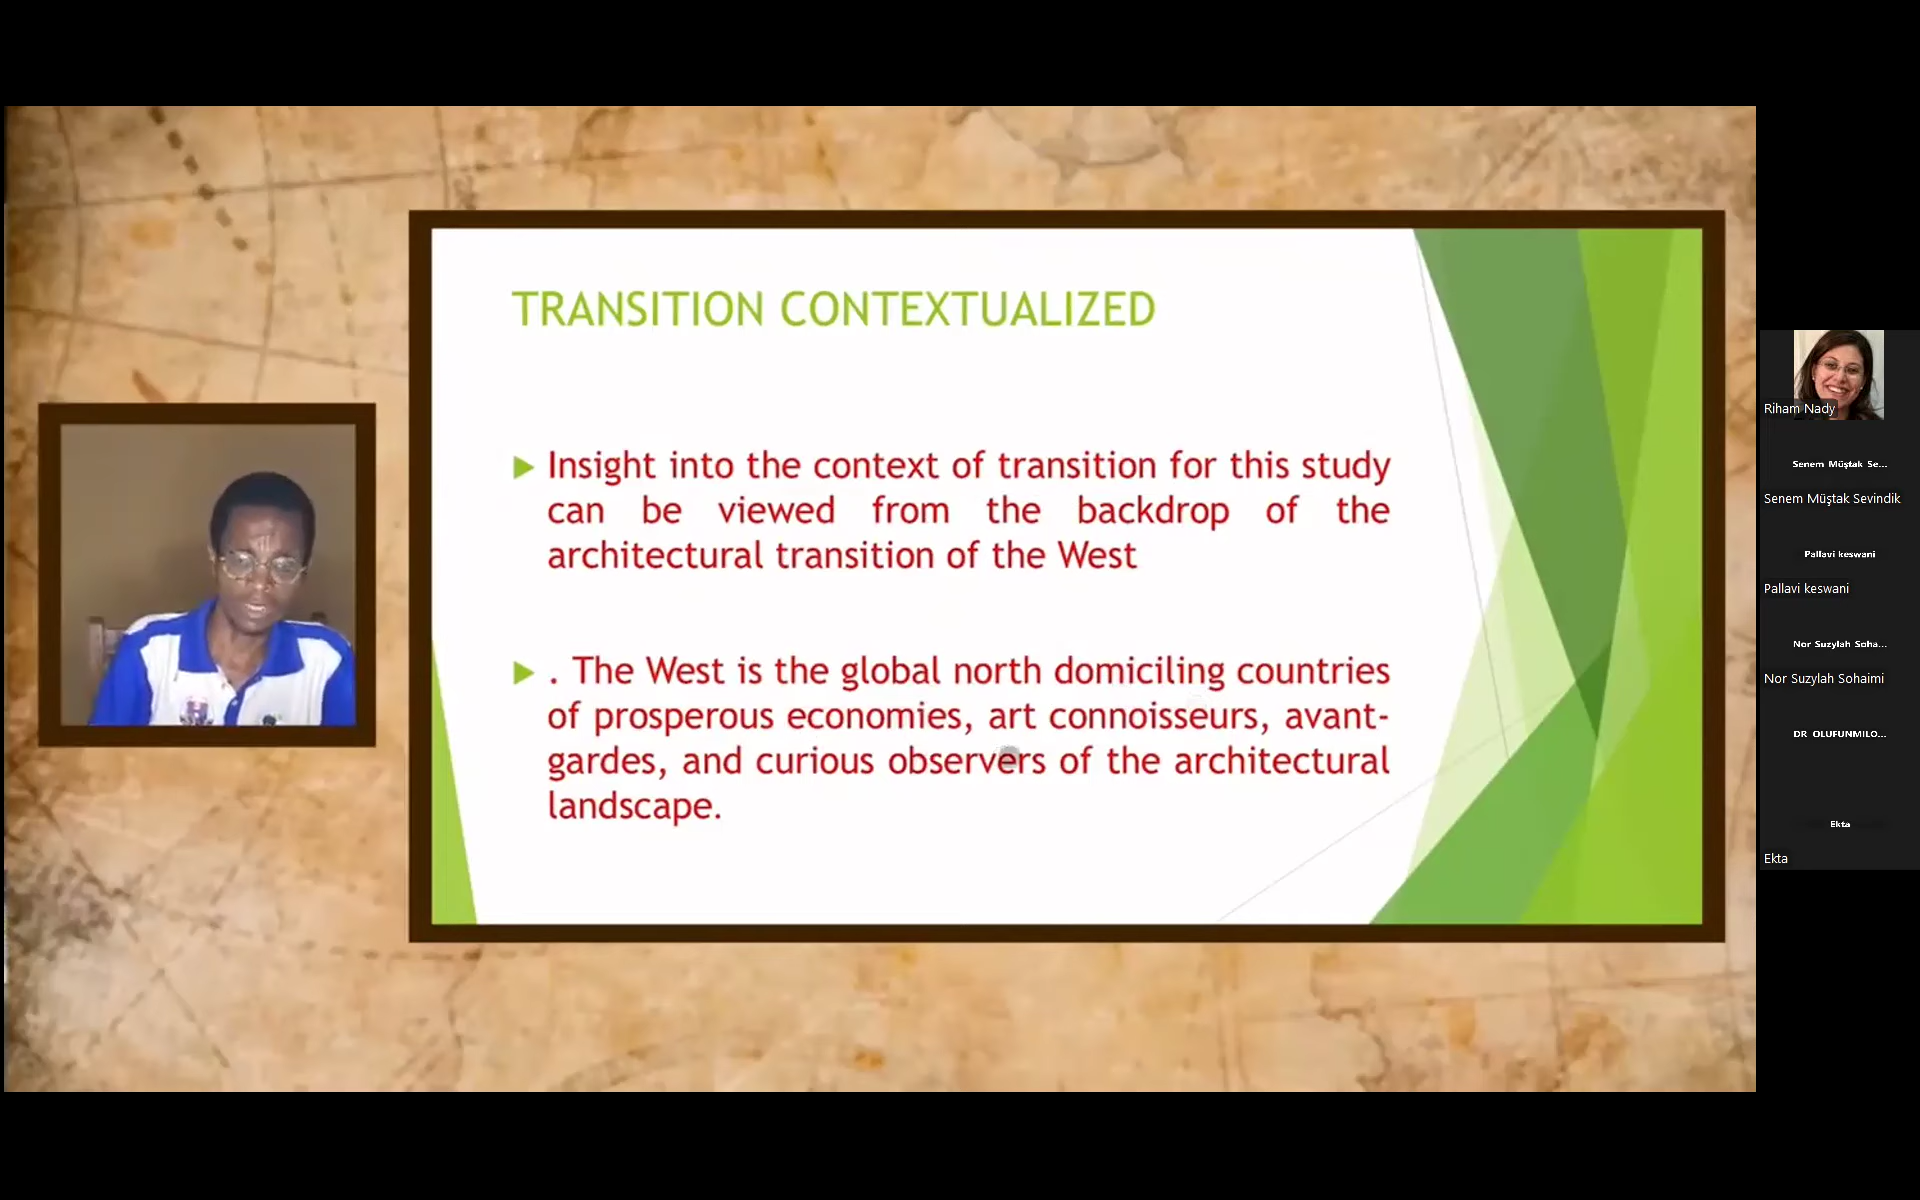 TRANSITION CONTEXTUALIZED
Insight into the context of transition for this study
can be viewed from the backdrop of the
architectural transition of the West
. The West is the global north domiciling countries
of prosperous economies, art connoisseurs, avant-
gardes, and curious observers of the architectural
landscape.
Riham Nady
Senem Müştak Se...
Senem Müştak Sevindik
Pallavi keswani
Pallavi keswani
Nor Suzylah Soha...
Nor Suzylah Sohaimi
DR OLUFUNMILO...
Ekta
Ekta